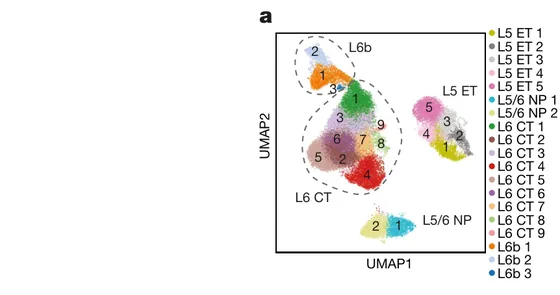 a
2
L6b
1
3
1
L5 ET
5
3
3
9
4
2
6
7
8
1
5
2
4
L6 CT
L5/6 NP
2
1
UMAP2
UMAP1
L5 ET 1
L5 ET 2
L5 ET 3
L5 ET 4
L5 ET 5
L5/6 NP 1
L5/6 NP 2
L6 CT 1
L6 CT 2
L6 CT 3
L6 CT 4
L6 CT 5
L6 CT 6
L6 CT 7
L6 CT 8
L6 CT 9
L6b 1
L6b 2
L6b 3